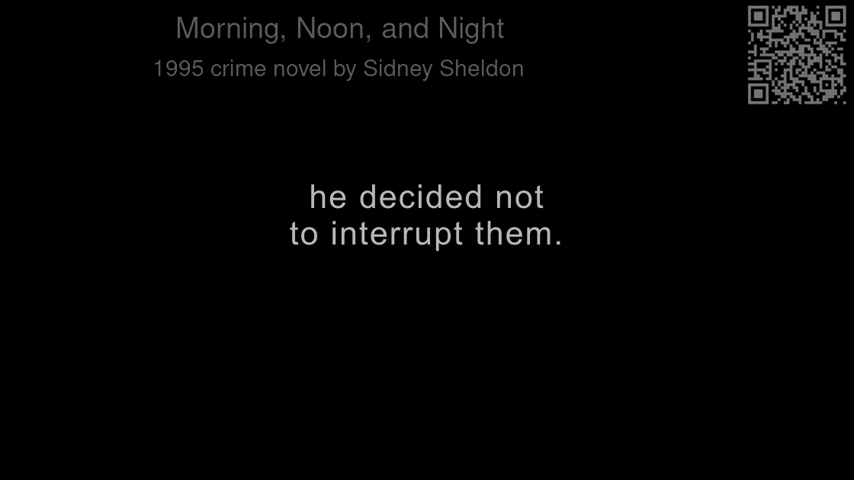 Morning, Noon, and Night
1995 crime novel by Sidney Sheldon
he decided not
to interrupt them.